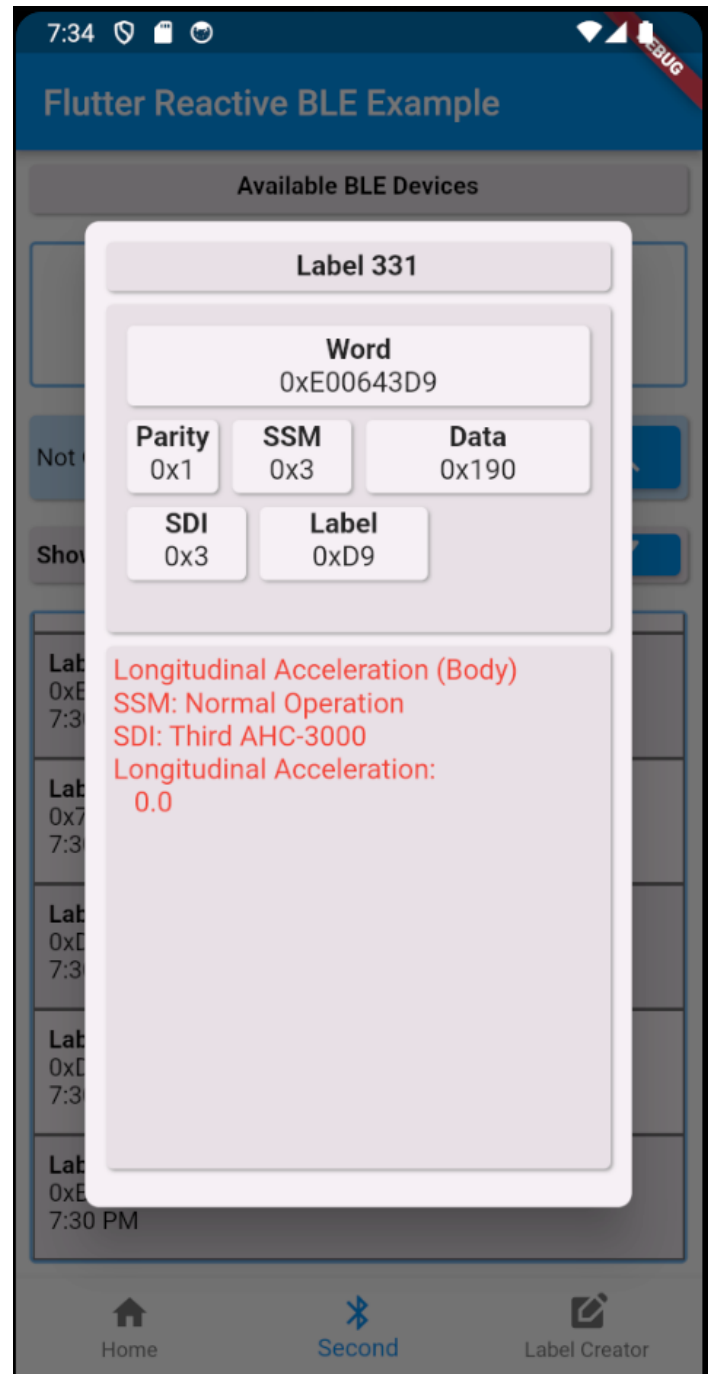 7:34
DEBUG
Flutter Reactive BLE Example
Available BLE Devices
Label 331
Word
0xE00643D9
Parity SSM Data
0x1 0x3 0x190
SDI Label
0x3 0xD9
Longitudinal Acceleration (Body)
SSM: Normal Operation
SDI: Third AHC-3000
Longitudinal Acceleration:
0.0
Not
7:30 PM
Home Second Label Creator